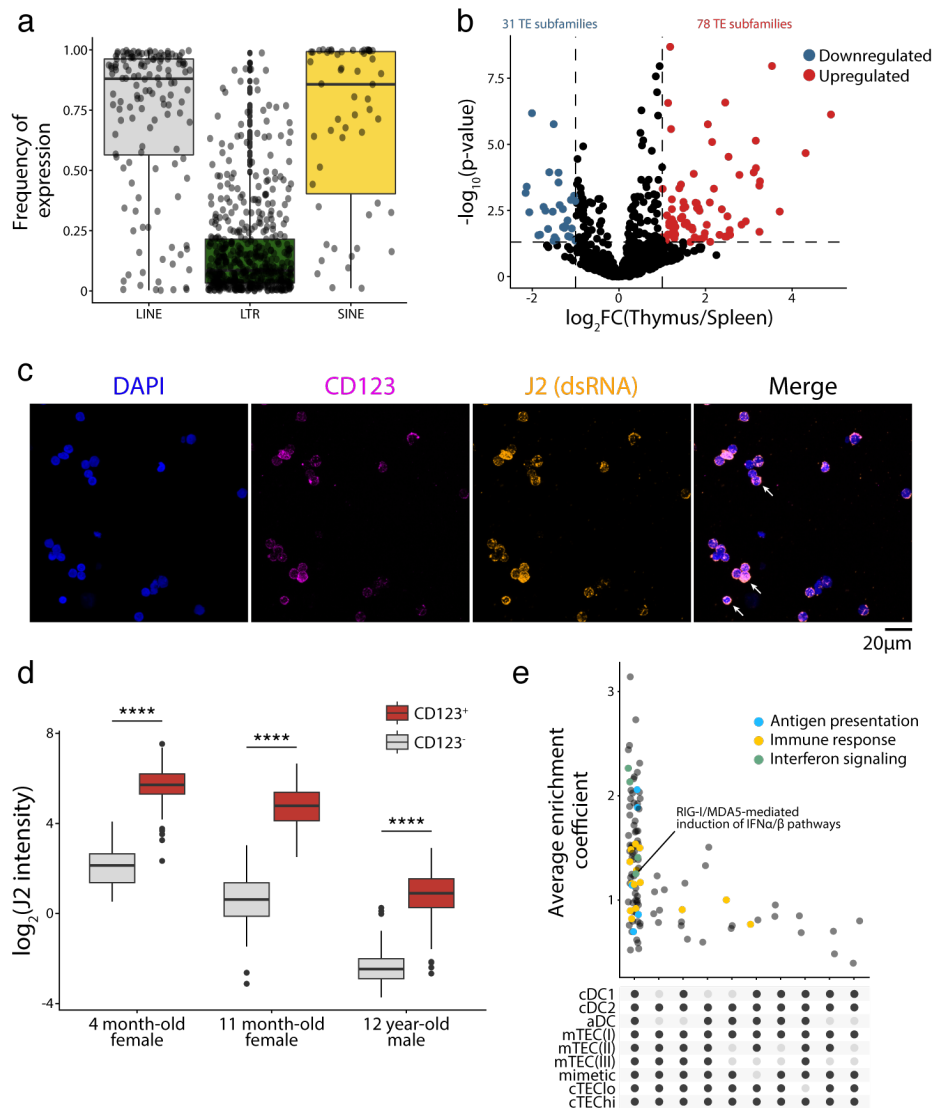 a
Frequency of
expression
1.00
0.75
0.50
0.25
0
LINE
LTR
SINE
b
31 TE subfamilies
78 TE subfamilies
Downregulated
Upregulated
-log10(p-value)
7.5
5.0
2.5
0
-2
0
2
4
log2FC(Thymus/Spleen)
c
DAPI
CD123
J2 (dsRNA)
Merge
20µm
d
log2(J2 intensity)
8
4
0
-4
****
****
****
CD123+
CD123-
4 month-old
female
11 month-old
female
12 year-old
male
e
Average enrichment
coefficient
3
2
1
Antigen presentation
Immune response
Interferon signaling
RIG-I/MDA5-mediated
induction of IFNα/β pathways
cDC1
cDC2
aDC
mTEC(I)
mTEC(II)
mTEC(III)
mimetic
cTEClo
cTEChi